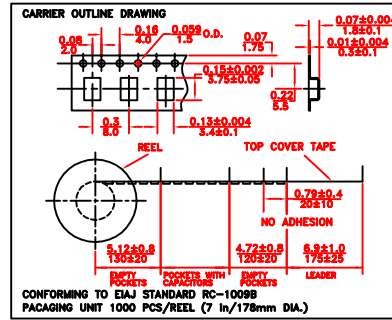 CARRIER OUTLINE DRAWING
0.08
2.0
0.16
4.0
0.059
1.5
O.D.
0.07
1.75
0.07±0.004
1.8±0.1
0.01±0.004
0.3±0.1
0.15±0.002
3.75±0.05
0.22
5.5
0.3
8.0
0.13±0.004
3.4±0.1
REEL
TOP COVER TAPE
0.79±0.4
20±10
NO ADHESION
5.12±0.8
130±20
4.72±0.8
120±20
6.9±1.0
175±25
EMPTY
POCKETS
POCKETS WITH
CAPACITORS
EMPTY
POCKETS
LEADER
CONFORMING TO EIAJ STANDARD RC-1009B
PACAGING UNIT 1000 PCS/REEL (7 in/178mm DIA.)